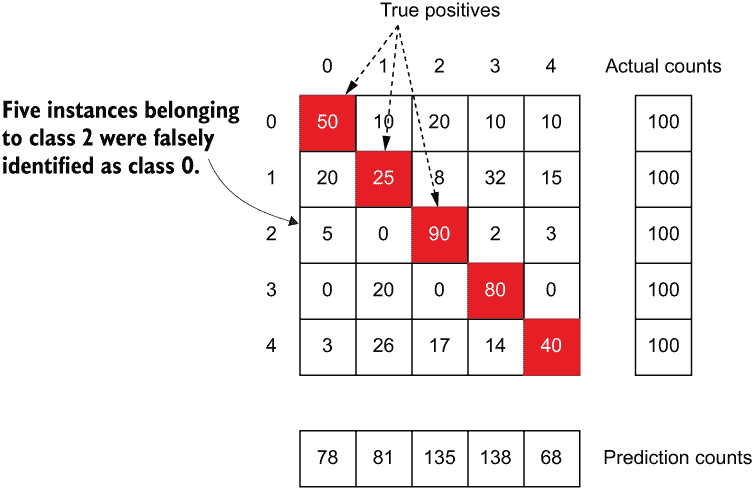 True positives
0 1 2 3 4 Actual counts
Five instances belonging
to class 2 were falsely
identified as class 0.
0 50 10 20 10 10 100
1 20 25 8 32 15 100
2 5 0 90 2 3 100
3 0 20 0 80 0 100
4 3 26 17 14 40 100
78 81 135 138 68 Prediction counts